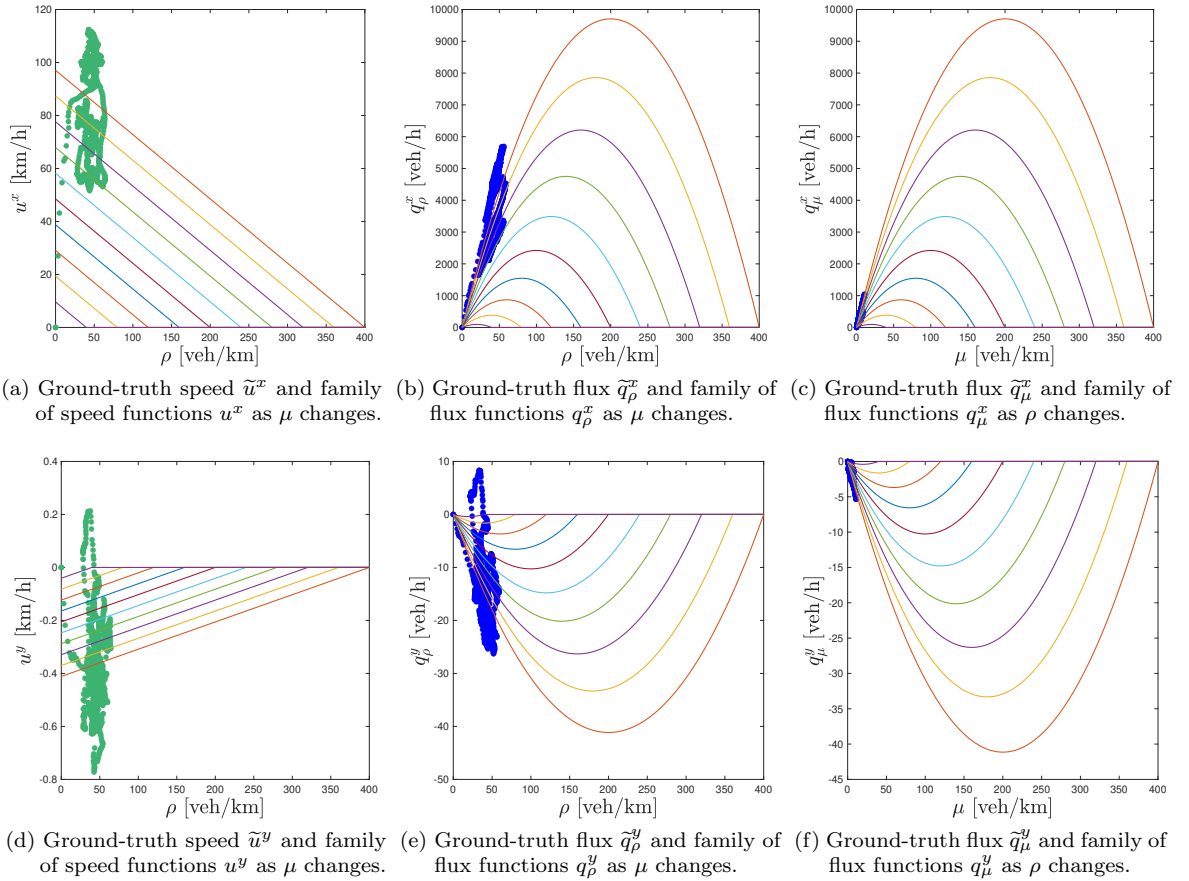 120
100
80
60
40
20
0
0 50 100 150 200 250 300 350 400
u^x [km/h]
ρ [veh/km]
10000
9000
8000
7000
6000
5000
4000
3000
2000
1000
0
0 50 100 150 200 250 300 350 400
q^x_ρ [veh/h]
ρ [veh/km]
10000
9000
8000
7000
6000
5000
4000
3000
2000
1000
0
0 50 100 150 200 250 300 350 400
q^x_μ [veh/h]
μ [veh/km]
(a) Ground-truth speed ũ^x and family
of speed functions u^x as μ changes.
(b) Ground-truth flux q̃^x_ρ and family of
flux functions q^x_ρ as μ changes.
(c) Ground-truth flux q̃^x_μ and family of
flux functions q^x_μ as ρ changes.
0.4
0.2
0
-0.2
-0.4
-0.6
-0.8
0 50 100 150 200 250 300 350 400
u^y [km/h]
ρ [veh/km]
10
0
-10
-20
-30
-40
-50
0 50 100 150 200 250 300 350 400
q^y_ρ [veh/h]
ρ [veh/km]
0
-5
-10
-15
-20
-25
-30
-35
-40
-45
0 50 100 150 200 250 300 350 400
q^y_μ [veh/h]
μ [veh/km]
(d) Ground-truth speed ũ^y and family
of speed functions u^y as μ changes.
(e) Ground-truth flux q̃^y_ρ and family of
flux functions q^y_ρ as μ changes.
(f) Ground-truth flux q̃^y_μ and family of
flux functions q^y_μ as ρ changes.